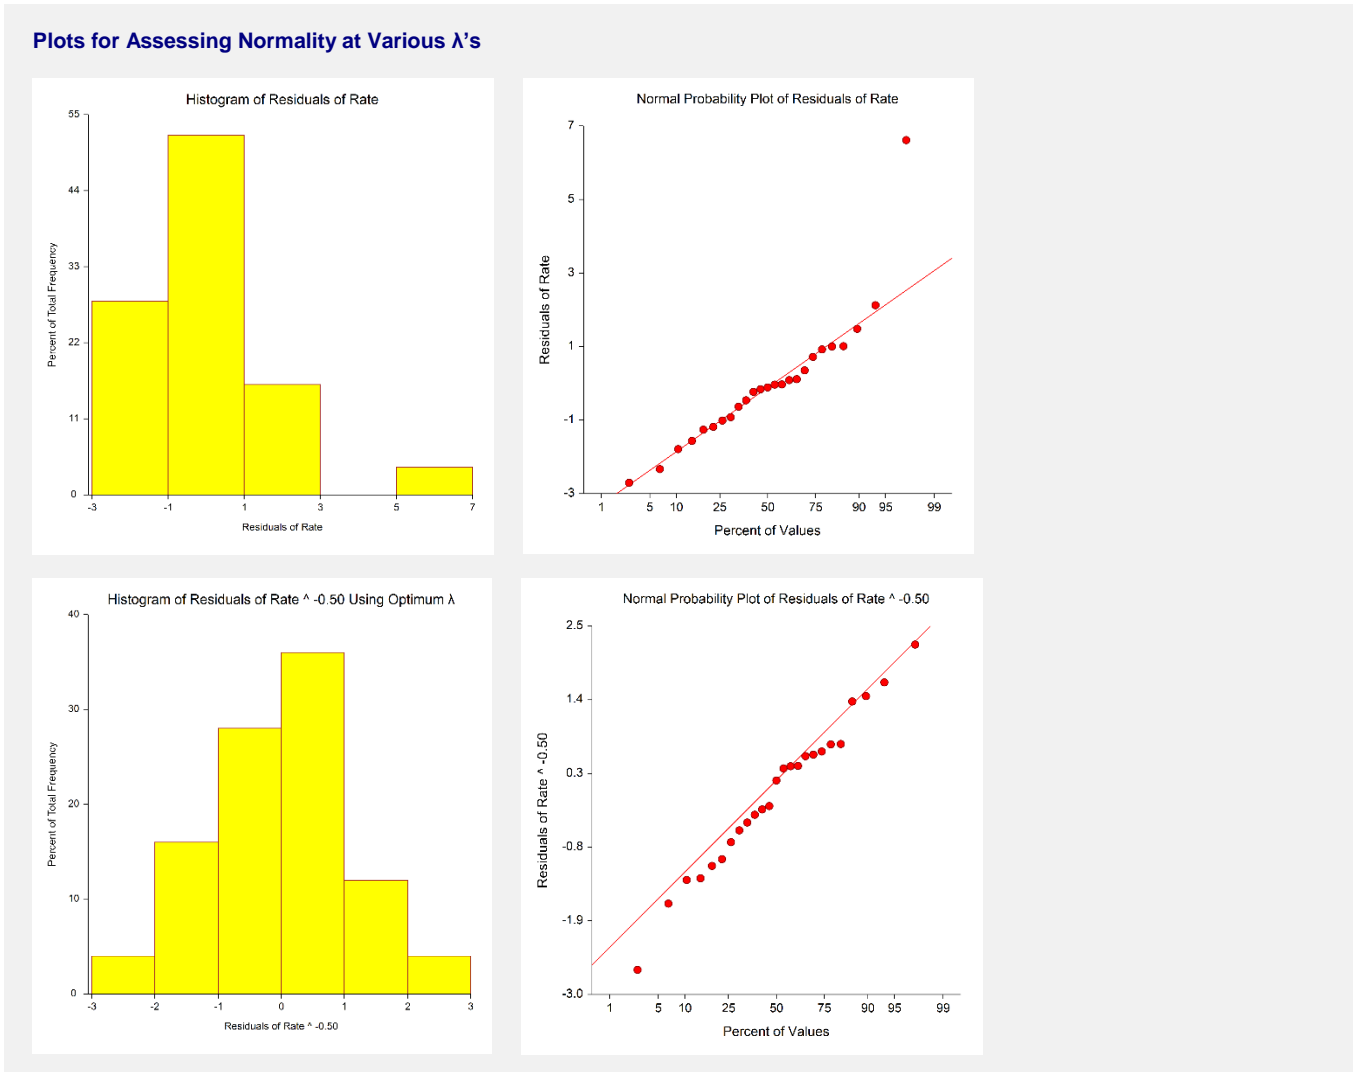 Plots for Assessing Normality at Various λ's
Histogram of Residuals of Rate
55
44
33
22
11
0
Percent of Total Frequency
-3 -1 1 3 5 7
Residuals of Rate
Normal Probability Plot of Residuals of Rate
7
5
3
1
-1
-3
Residuals of Rate
1 5 10 25 50 75 90 95 99
Percent of Values
Histogram of Residuals of Rate ^ -0.50 Using Optimum λ
40
30
20
10
0
Percent of Total Frequency
-3 -2 -1 0 1 2 3
Residuals of Rate ^ -0.50
Normal Probability Plot of Residuals of Rate ^ -0.50
2.5
1.4
0.3
-0.8
-1.9
-3.0
Residuals of Rate ^ -0.50
1 5 10 25 50 75 90 95 99
Percent of Values